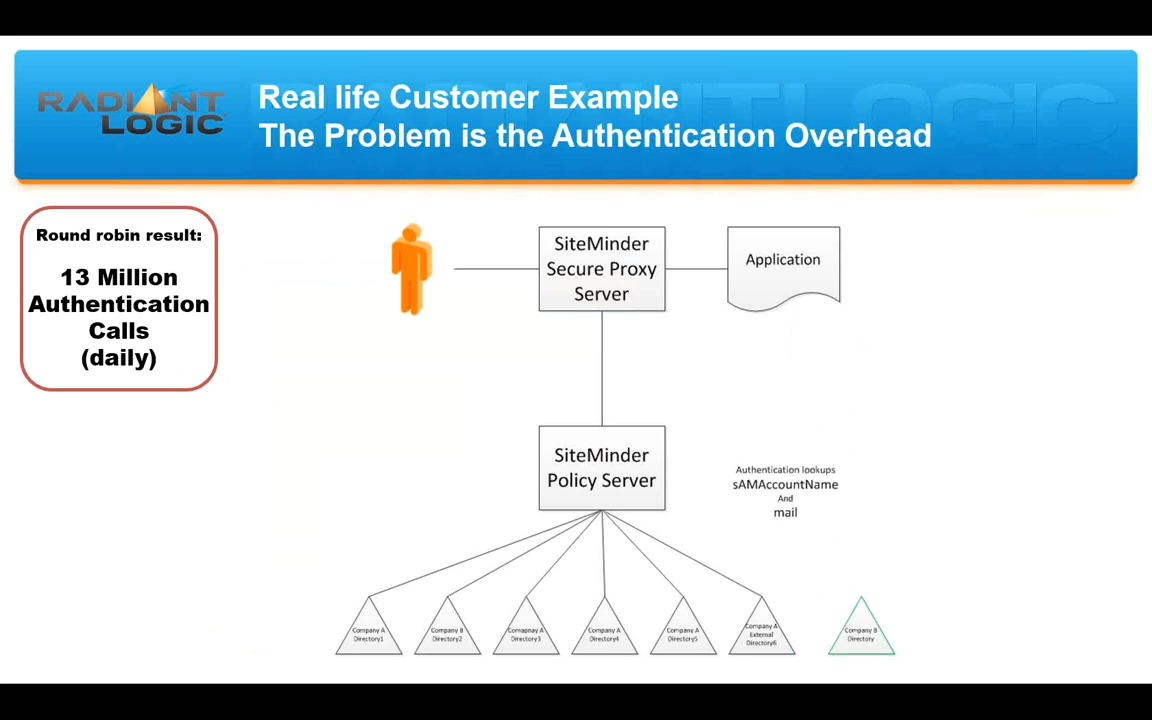 RADIANT
LOGIC
Real life Customer Example
The Problem is the Authentication Overhead
Round robin result:
13 Million
Authentication
Calls
(daily)
SiteMinder
Secure Proxy
Server
Application
SiteMinder
Policy Server
Authentication lookups
sAMAccountName
And
mail
Company A
Directory1
Company B
Directory2
Comapnay A
Directory3
Company A
Directory4
Company A
Directory5
Company A
External
Directory6
Company B
Directory